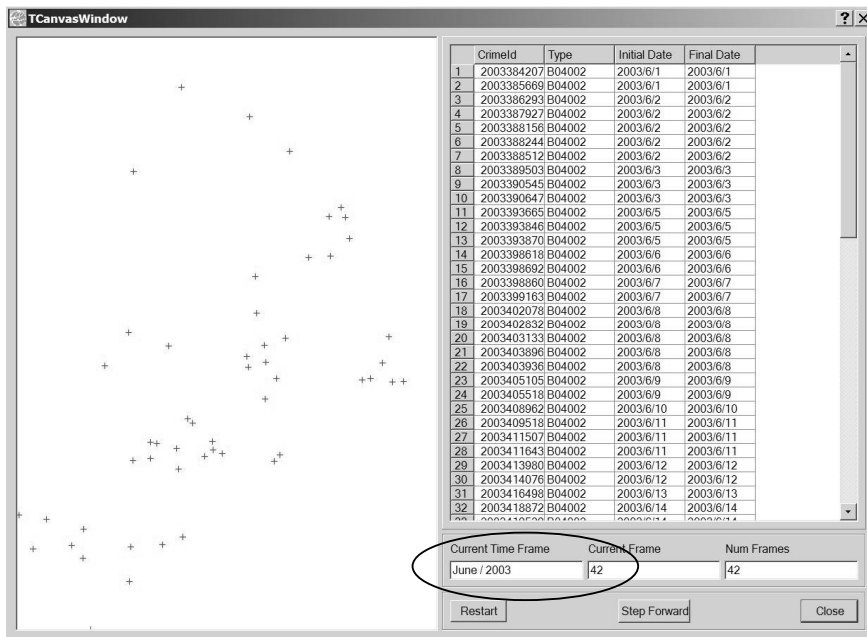 TCanvasWindow
CrimeId Type Initial Date Final Date
1 2003384207 B04002 2003/6/1 2003/6/1
2 2003385669 B04002 2003/6/1 2003/6/1
3 2003386293 B04002 2003/6/2 2003/6/2
4 2003387927 B04002 2003/6/2 2003/6/2
5 2003388156 B04002 2003/6/2 2003/6/2
6 2003388244 B04002 2003/6/2 2003/6/2
7 2003388512 B04002 2003/6/2 2003/6/2
8 2003389503 B04002 2003/6/3 2003/6/3
9 2003390545 B04002 2003/6/3 2003/6/3
10 2003390647 B04002 2003/6/3 2003/6/3
11 2003393665 B04002 2003/6/5 2003/6/5
12 2003393846 B04002 2003/6/5 2003/6/5
13 2003393870 B04002 2003/6/5 2003/6/5
14 2003398618 B04002 2003/6/6 2003/6/6
15 2003398692 B04002 2003/6/6 2003/6/6
16 2003398860 B04002 2003/6/7 2003/6/7
17 2003399163 B04002 2003/6/7 2003/6/7
18 2003402078 B04002 2003/6/8 2003/6/8
19 2003402832 B04002 2003/0/8 2003/0/8
20 2003403133 B04002 2003/6/8 2003/6/8
21 2003403896 B04002 2003/6/8 2003/6/8
22 2003403936 B04002 2003/6/8 2003/6/8
23 2003405105 B04002 2003/6/9 2003/6/9
24 2003405518 B04002 2003/6/9 2003/6/9
25 2003408962 B04002 2003/6/10 2003/6/10
26 2003409518 B04002 2003/6/11 2003/6/11
27 2003411507 B04002 2003/6/11 2003/6/11
28 2003411643 B04002 2003/6/11 2003/6/11
29 2003413980 B04002 2003/6/12 2003/6/12
30 2003414076 B04002 2003/6/12 2003/6/12
31 2003416498 B04002 2003/6/13 2003/6/13
32 2003418872 B04002 2003/6/14 2003/6/14
Current Time Frame Current Frame Num Frames
June / 2003 42 42
Restart Step Forward Close